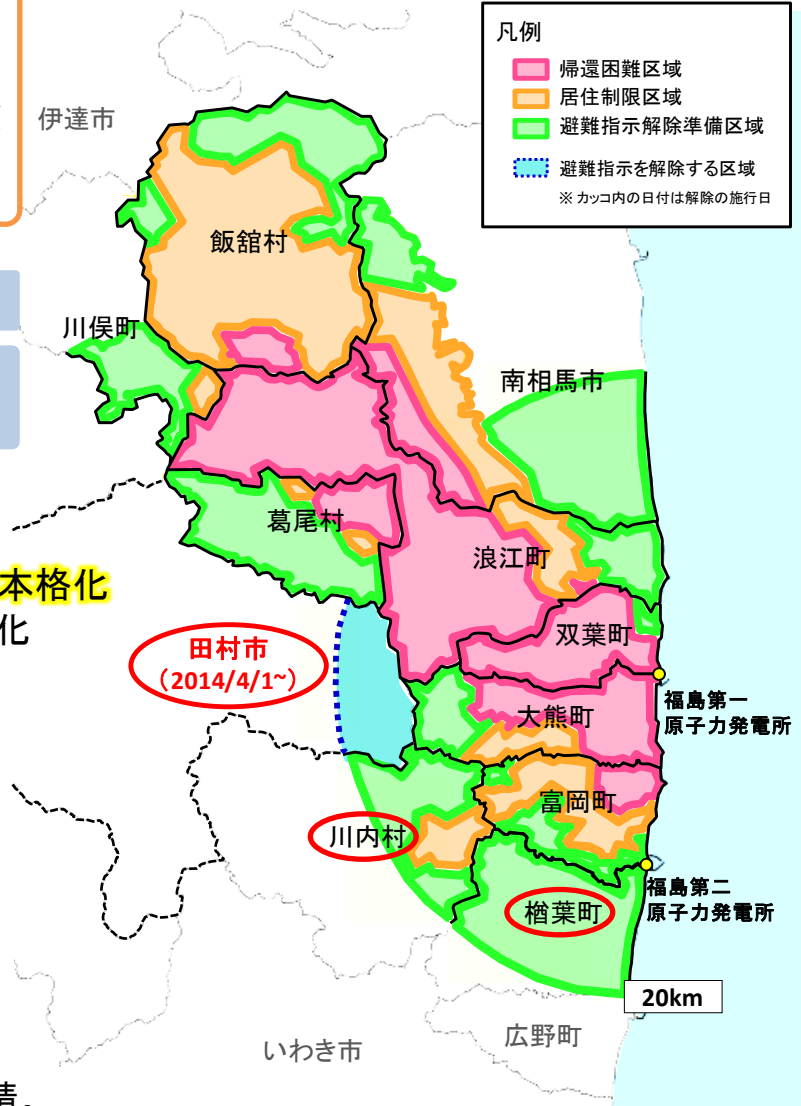 凡例
帰還困難区域
居住制限区域
避難指示解除準備区域
避難指示を解除する区域
※ カッコ内の日付は解除の施行日
伊達市
飯舘村
川俣町
南相馬市
葛尾村
浪江町
本格化
化
双葉町
田村市
（2014/4/1~）
福島第一
原子力発電所
大熊町
富岡町
川内村
福島第二
原子力発電所
楢葉町
20km
広野町
いわき市